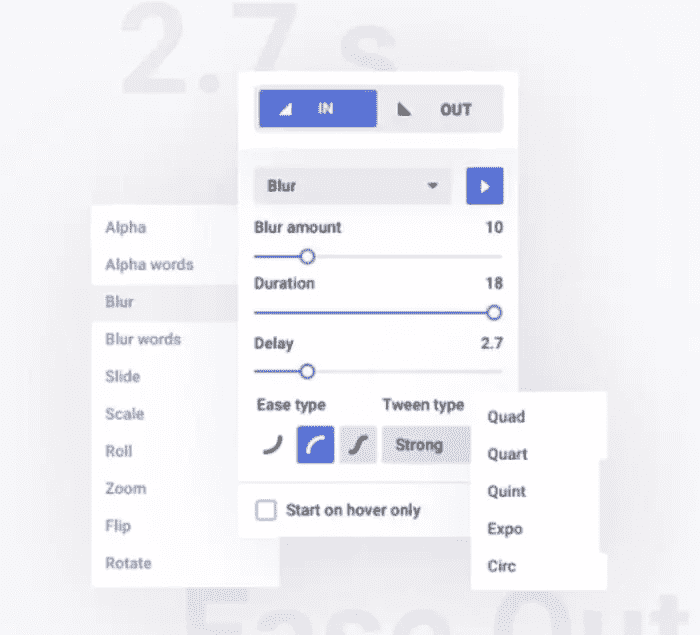 2.7 s
IN
OUT
Blur
Blur amount 10
Duration 18
Delay 2.7
Ease type
Tween type
Strong
Start on hover only
Alpha
Alpha words
Blur
Blur words
Slide
Scale
Roll
Zoom
Flip
Rotate
Quad
Quart
Quint
Expo
Circ
Ease Out